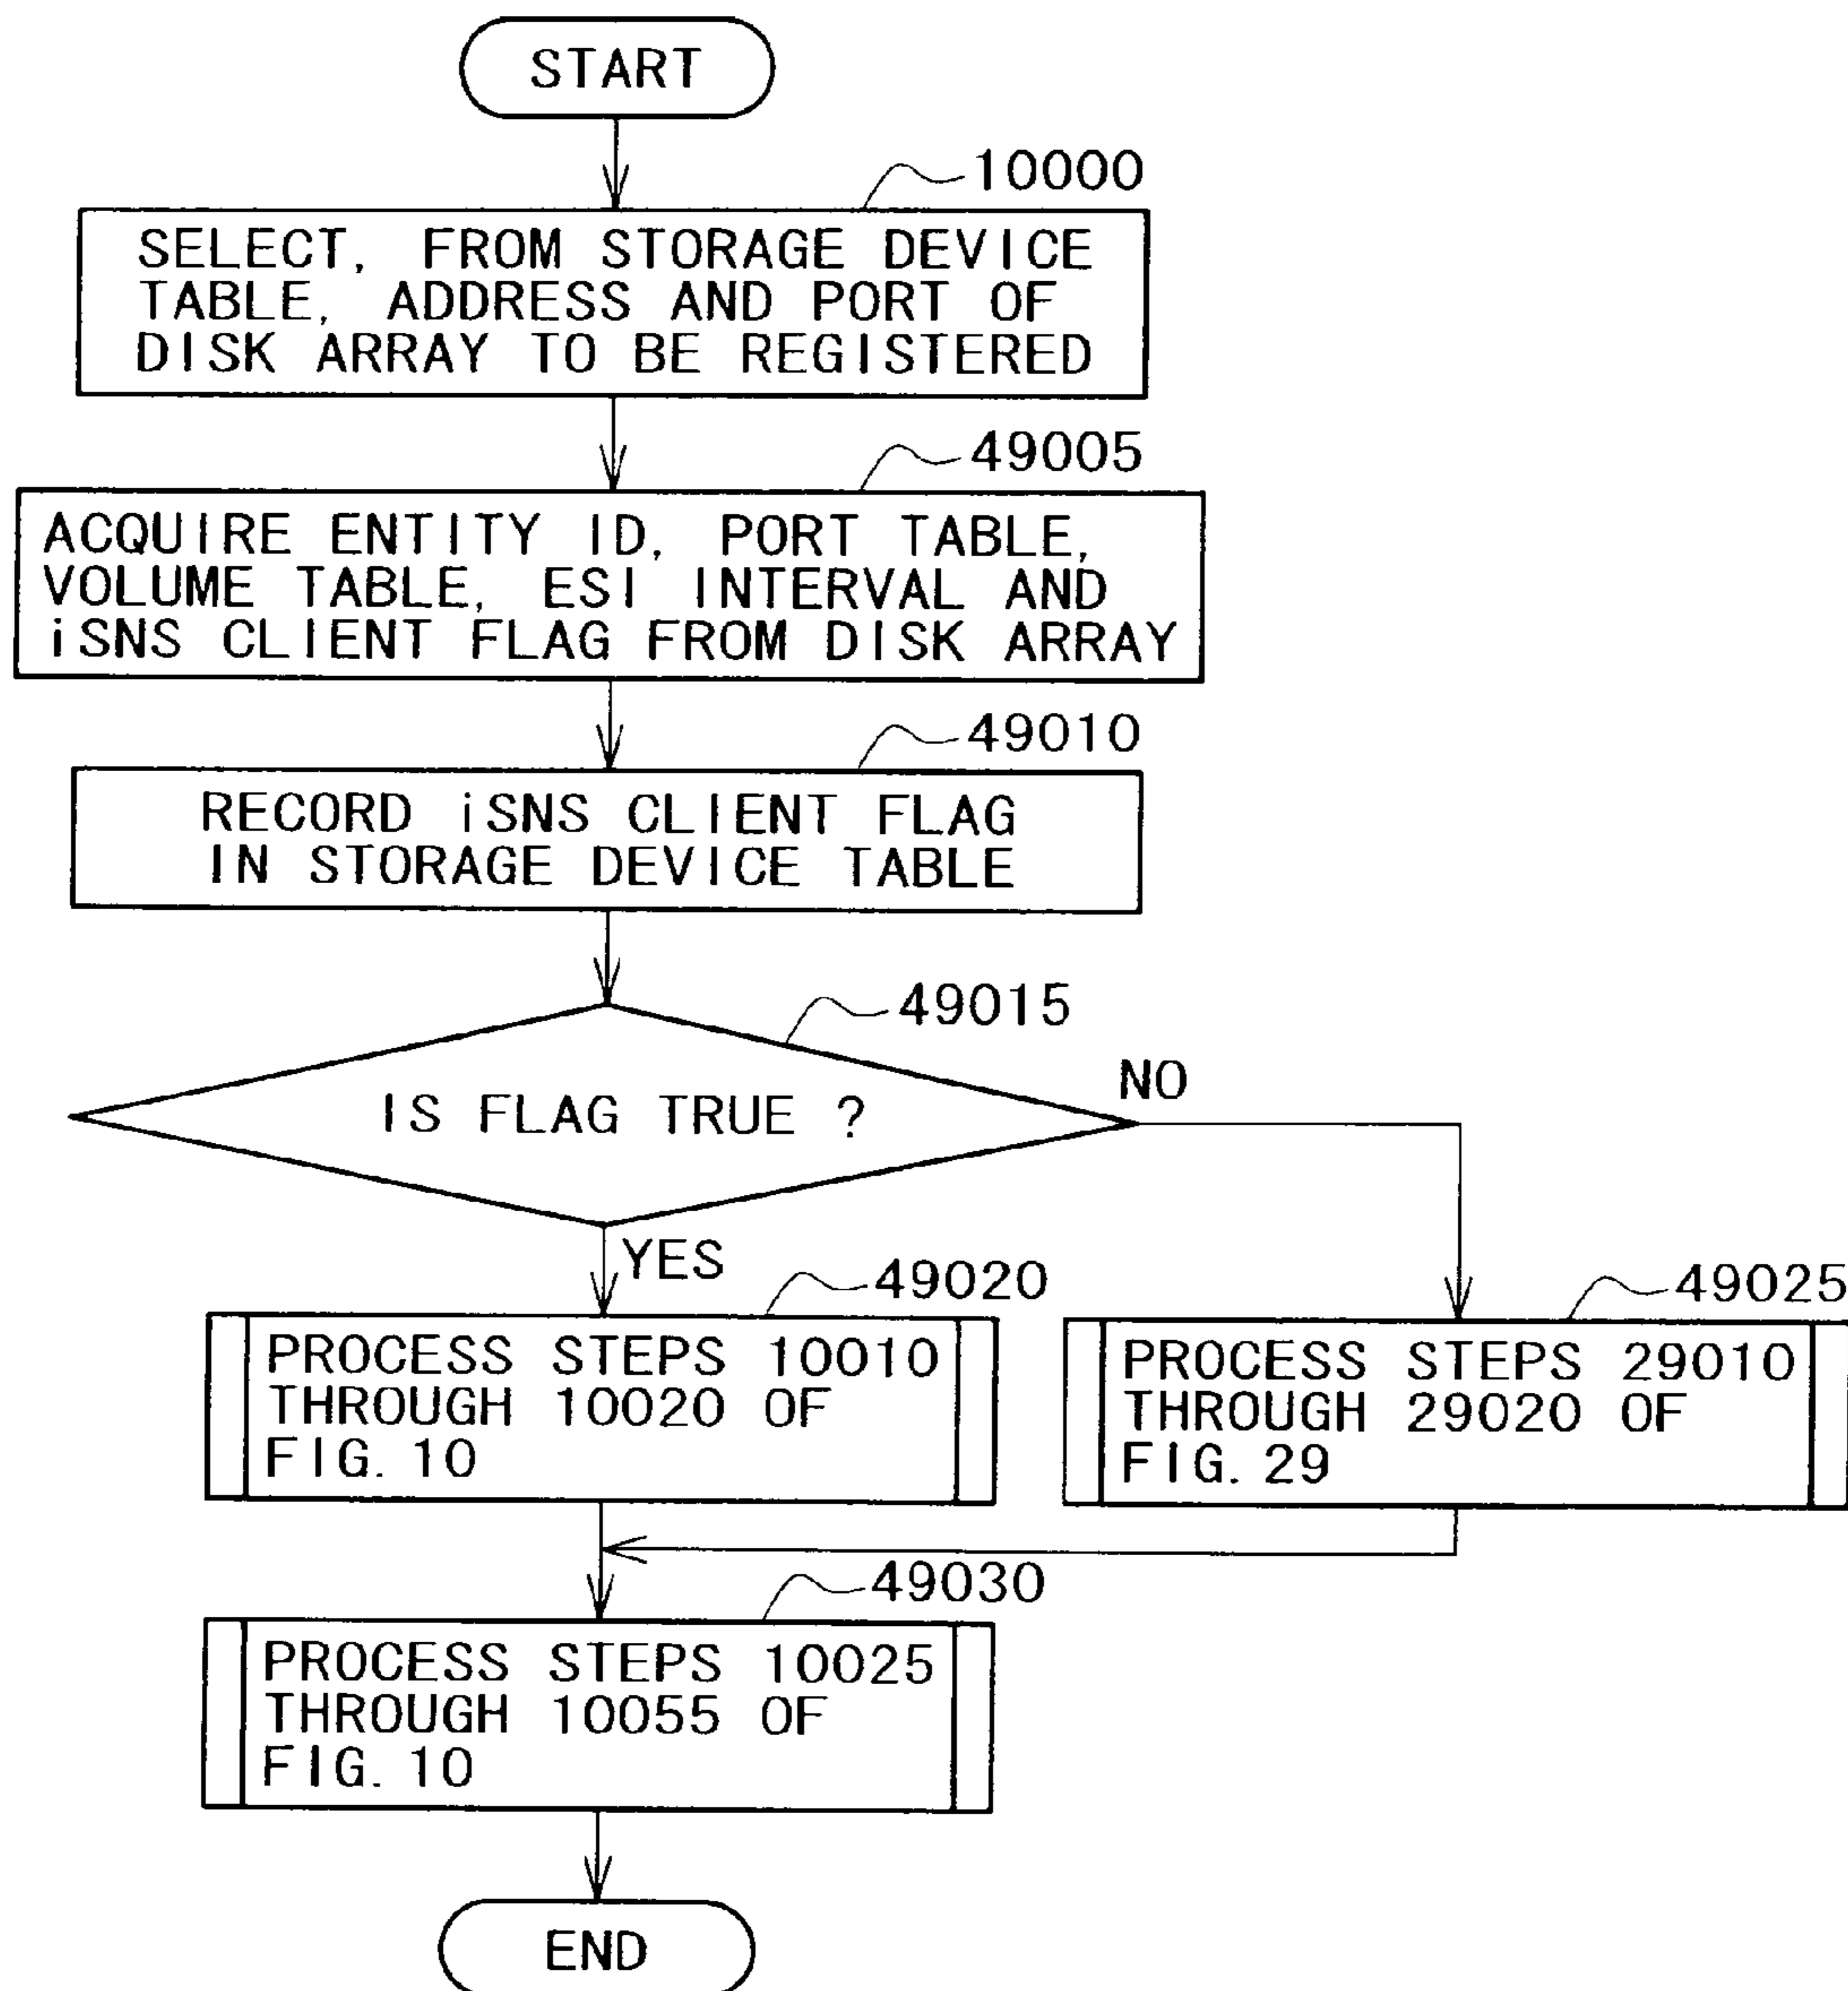 START
10000
SELECT, FROM STORAGE DEVICE
TABLE, ADDRESS AND PORT OF
DISK ARRAY TO BE REGISTERED
49005
ACQUIRE ENTITY ID, PORT TABLE,
VOLUME TABLE, ESI INTERVAL AND
iSNS CLIENT FLAG FROM DISK ARRAY
49010
RECORD iSNS CLIENT FLAG
IN STORAGE DEVICE TABLE
49015
IS FLAG TRUE ?
NO
YES
49020
PROCESS STEPS 10010
THROUGH 10020 OF
FIG. 10
49025
PROCESS STEPS 29010
THROUGH 29020 OF
FIG. 29
49030
PROCESS STEPS 10025
THROUGH 10055 OF
FIG. 10
END